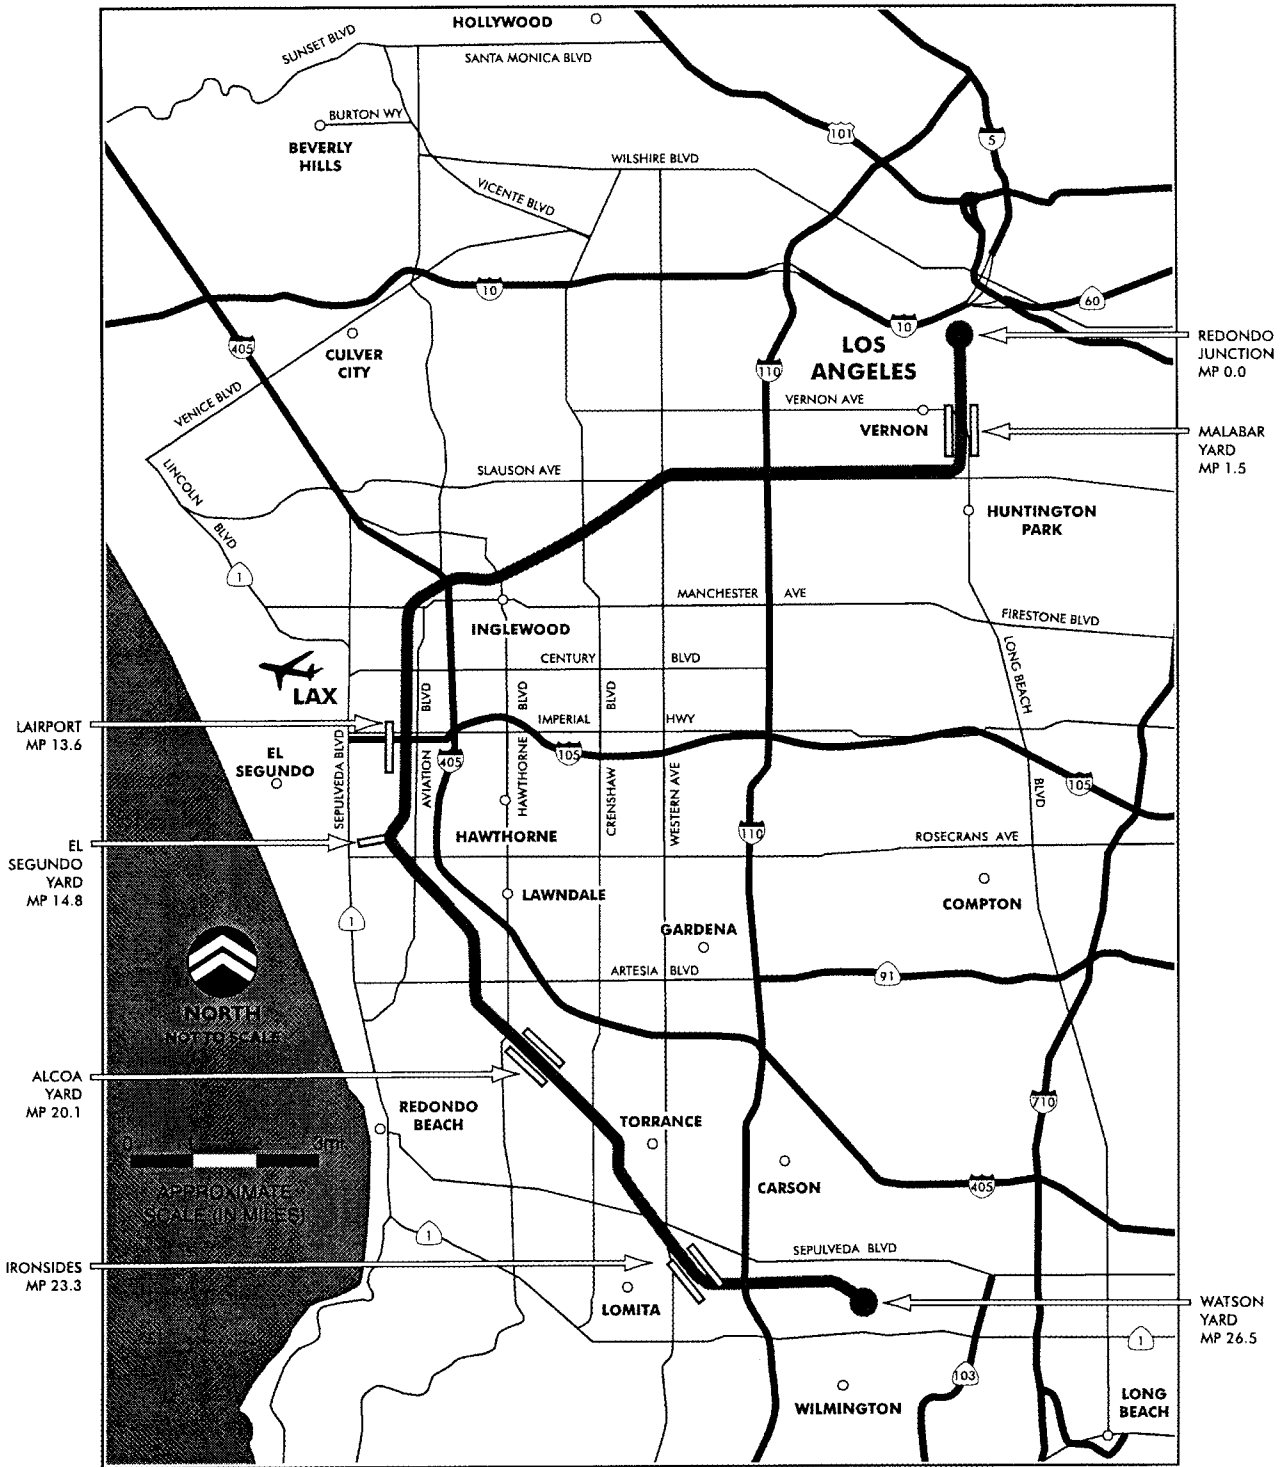 HOLLYWOOD
SUNSET BLVD
SANTA MONICA BLVD
BURTON WY
BEVERLY
HILLS
101
5
WILSHIRE BLVD
VICENTE BLVD
10
60
10
405
CULVER
CITY
LOS
ANGELES
REDONDO
JUNCTION
MP 0.0
110
VENICE BLVD
VERNON AVE
VERNON
MALABAR
YARD
MP 1.5
LINCOLN
BLVD
SLAUSON AVE
HUNTINGTON
PARK
1
MANCHESTER AVE
FIRESTONE BLVD
INGLEWOOD
CENTURY BLVD
LONG BEACH
BLVD
LAX
LAIRPORT
MP 13.6
IMPERIAL HWY
EL
SEGUNDO
SEPULVEDA BLVD
AVIATION BLVD
HAWTHORNE BLVD
CRENSHAW BLVD
WESTERN AVE
405
105
105
110
HAWTHORNE
ROSECRANS AVE
EL
SEGUNDO
YARD
MP 14.8
LAWNDALE
COMPTON
1
GARDENA
ARTESIA BLVD
91
NORTH
NOT TO SCALE
ALCOA
YARD
MP 20.1
REDONDO
BEACH
TORRANCE
710
0 1 2 3mi
APPROXIMATE
SCALE (IN MILES)
CARSON
405
1
SEPULVEDA BLVD
IRONSIDES
MP 23.3
LOMITA
WATSON
YARD
MP 26.5
1
103
WILMINGTON
LONG
BEACH